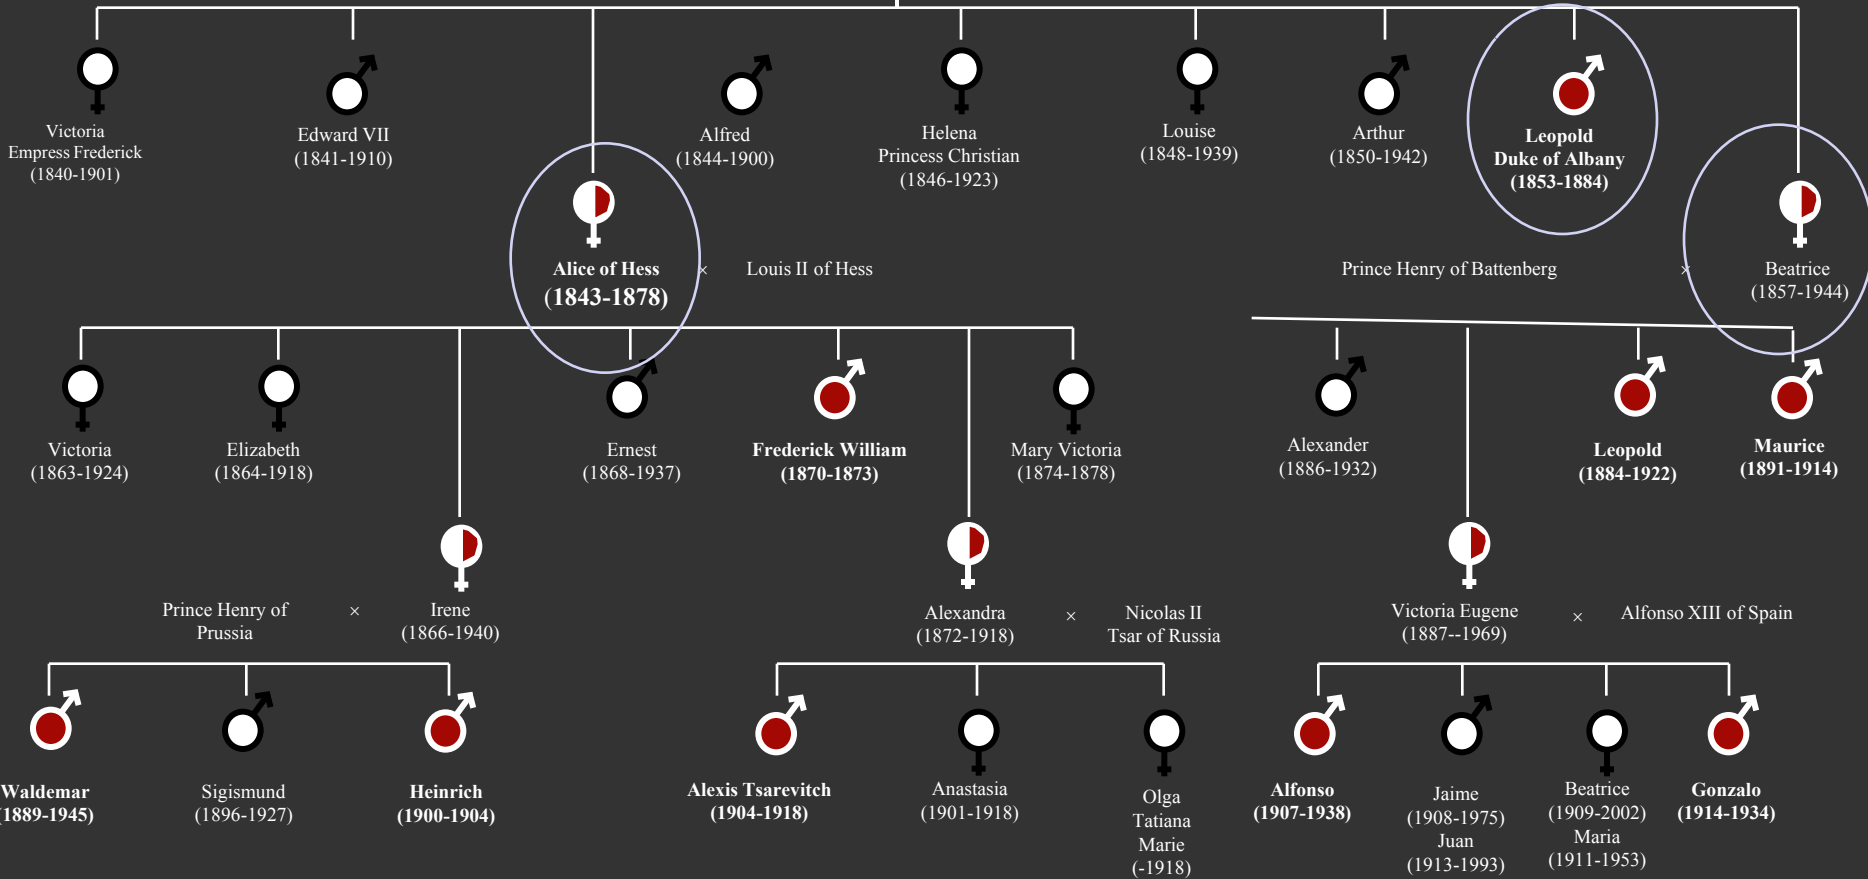 Victoria
Empress Frederick
(1840-1901)
Edward VII
(1841-1910)
Alfred
(1844-1900)
Helena
Princess Christian
(1846-1923)
Louise
(1848-1939)
Arthur
(1850-1942)
Leopold
Duke of Albany
(1853-1884)
Alice of Hess
(1843-1878)
×
Louis II of Hess
Prince Henry of Battenberg
×
Beatrice
(1857-1944)
Victoria
(1863-1924)
Elizabeth
(1864-1918)
Ernest
(1868-1937)
Frederick William
(1870-1873)
Mary Victoria
(1874-1878)
Alexander
(1886-1932)
Leopold
(1884-1922)
Maurice
(1891-1914)
Prince Henry of
Prussia
×
Irene
(1866-1940)
Alexandra
(1872-1918)
×
Nicolas II
Tsar of Russia
Victoria Eugene
(1887--1969)
×
Alfonso XIII of Spain
Waldemar
(1889-1945)
Sigismund
(1896-1927)
Heinrich
(1900-1904)
Alexis Tsarevitch
(1904-1918)
Anastasia
(1901-1918)
Olga
Tatiana
Marie
(-1918)
Alfonso
(1907-1938)
Jaime
(1908-1975)
Juan
(1913-1993)
Beatrice
(1909-2002)
Maria
(1911-1953)
Gonzalo
(1914-1934)